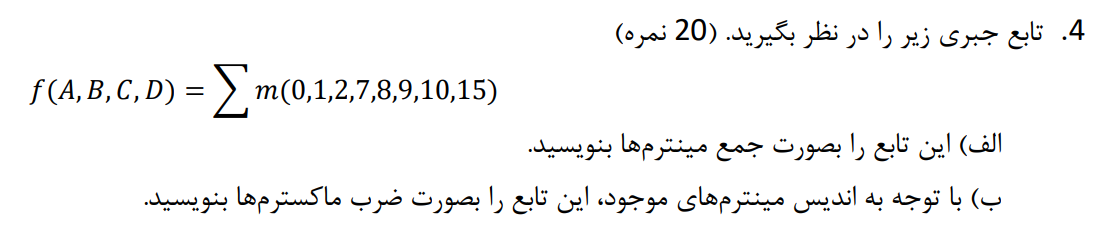 4. تابع جبری زیر را در نظر بگیرید. (20 نمره)
f(A, B, C, D) = ∑ m(0,1,2,7,8,9,10,15)
الف) این تابع را بصورت جمع مینترم‌ها بنویسید.
ب) با توجه به اندیس مینترم‌های موجود، این تابع را بصورت ضرب ماکسترم‌ها بنویسید.